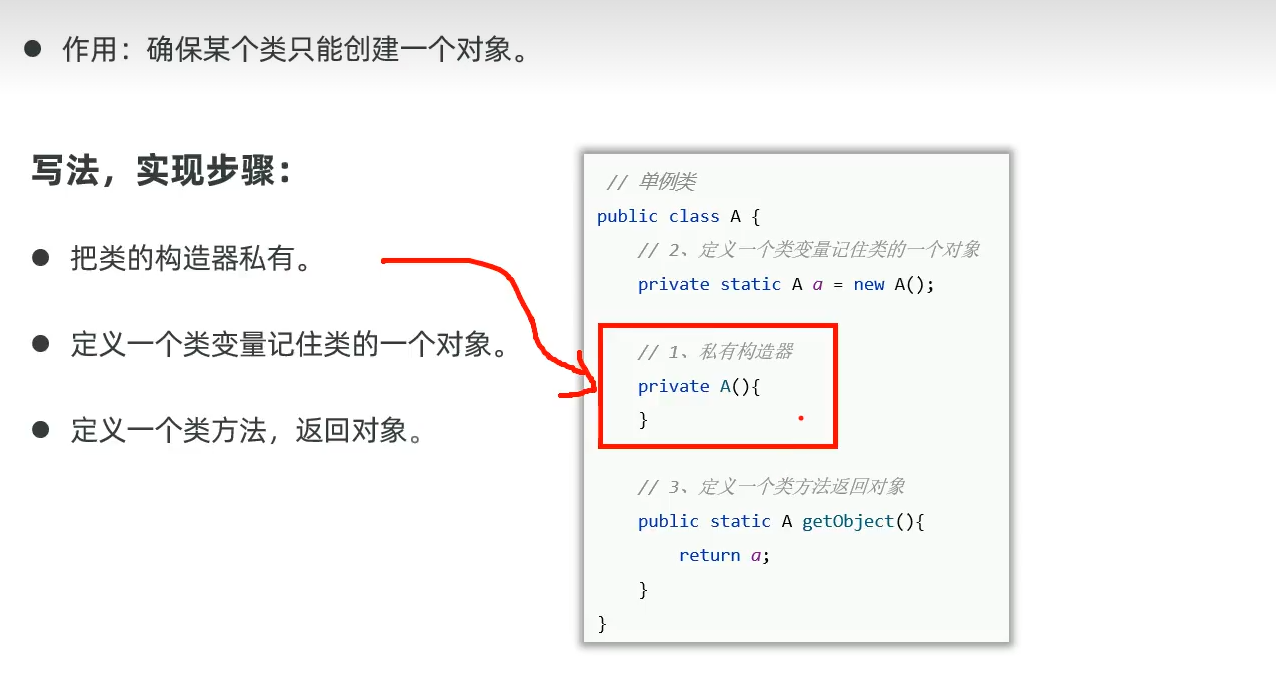 作用：确保某个类只能创建一个对象。
写法，实现步骤：
把类的构造器私有。
定义一个类变量记住类的一个对象。
定义一个类方法，返回对象。
// 单例类
public class A {
// 2、定义一个类变量记住类的一个对象
private static A a = new A();
// 1、私有构造器
private A(){
}
// 3、定义一个类方法返回对象
public static A getObject(){
return a;
}
}